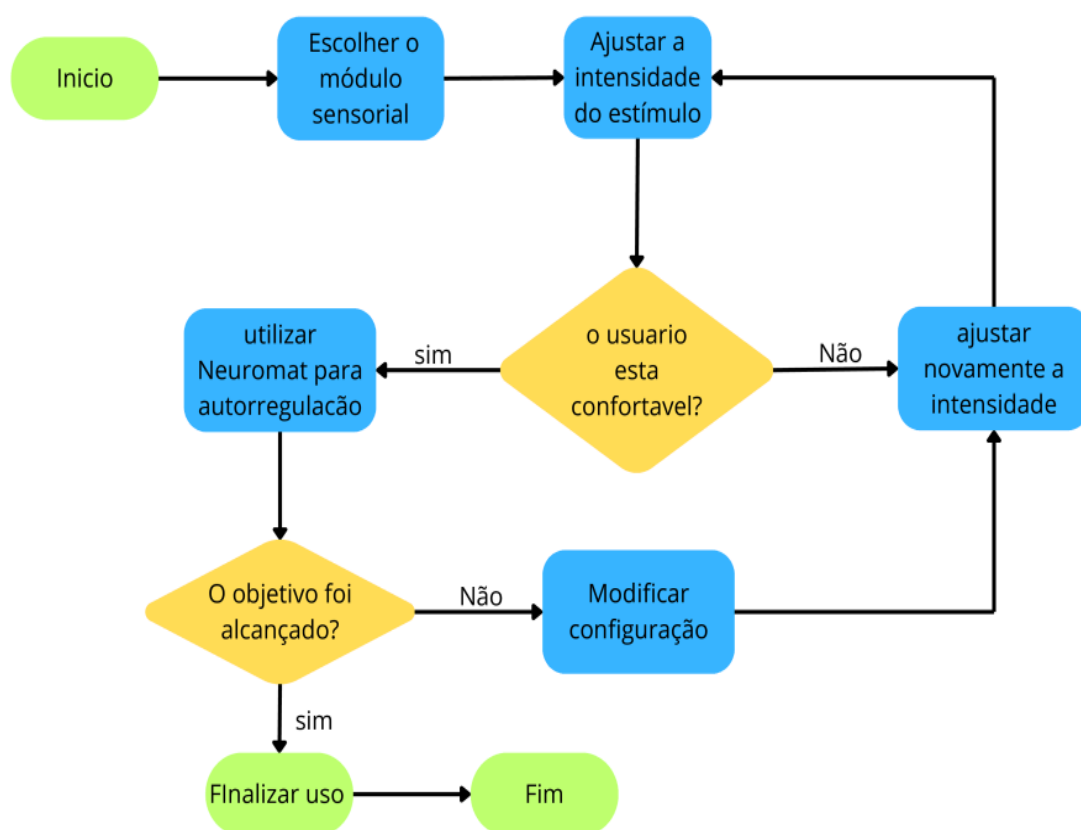 Inicio
Escolher o
módulo
sensorial
Ajustar a
intensidade
do estímulo
o usuario
esta
confortavel?
sim
Não
utilizar
Neuromat para
autorregulacão
ajustar
novamente a
intensidade
O objetivo foi
alcançado?
Não
Modificar
configuração
sim
FInalizar uso
Fim